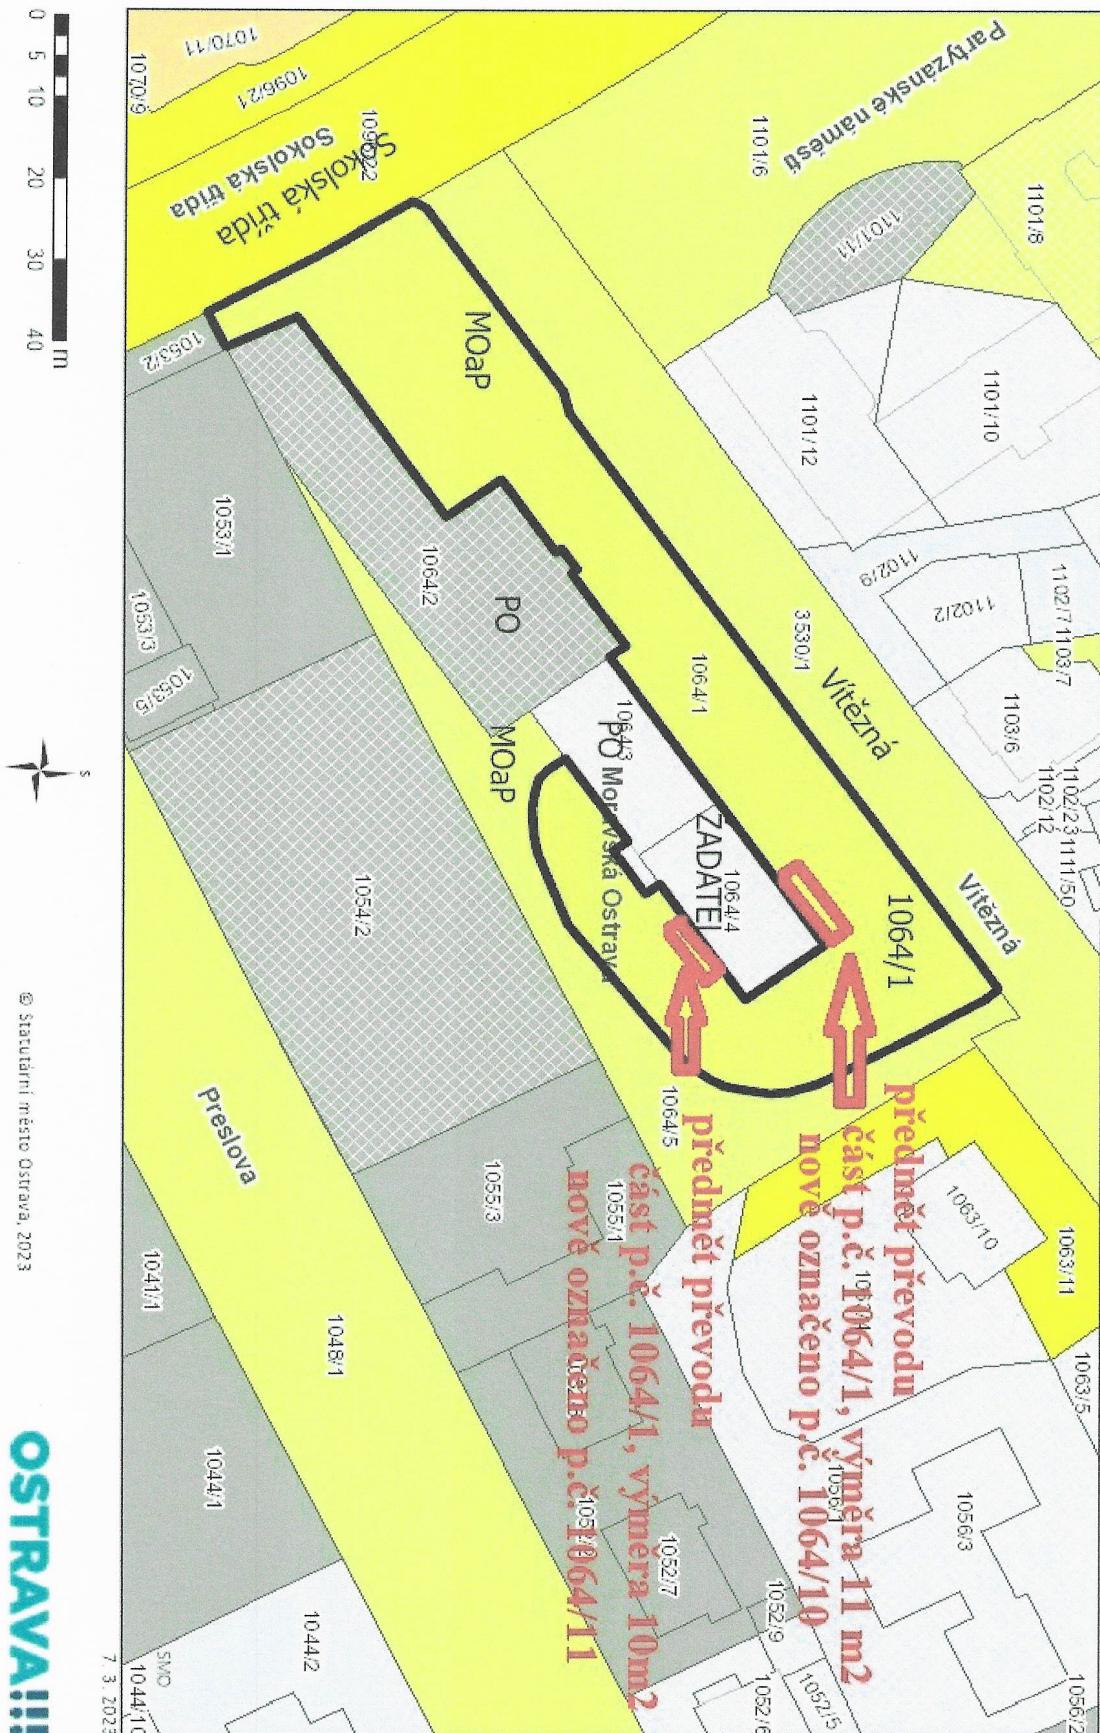 Partyzánské náměstí
1101/6
1101/8
1101/11
1101/10
1101/12
1102/9
1102/2
1102/7
1103/7
1103/6
1102/23
1102/12
1111/50
1070/11
1096/21
1070/9
Sokolská třída
Sokolská třída
MOaP
3530/1
Vítězná
Vítězná
1064/1
1064/1
1053/2
1053/1
1053/3
1053/5
1064/2
PO
1064/3
PO
Moravská Ostrava
MOaP
1064/4
1054/2
1064/5
předmět převodu
část p.č. 1064/1, výměra 11 m2
nově označeno p.č. 1064/10
předmět převodu
část p.č. 1064/1, výměra 10m2
nově označeno p.č. 1064/11
1063/10
1063/11
1063/5
1056/1
1056/3
1055/3
1055/1
1052/7
1052/9
1052/5
1052/6
Preslova
1048/1
1041/1
1044/1
1044/2
1044/10
SMO
0 5 10 20 30 40 m
S
© Statutární město Ostrava, 2023
OSTRAVA!!!
7. 3. 2023